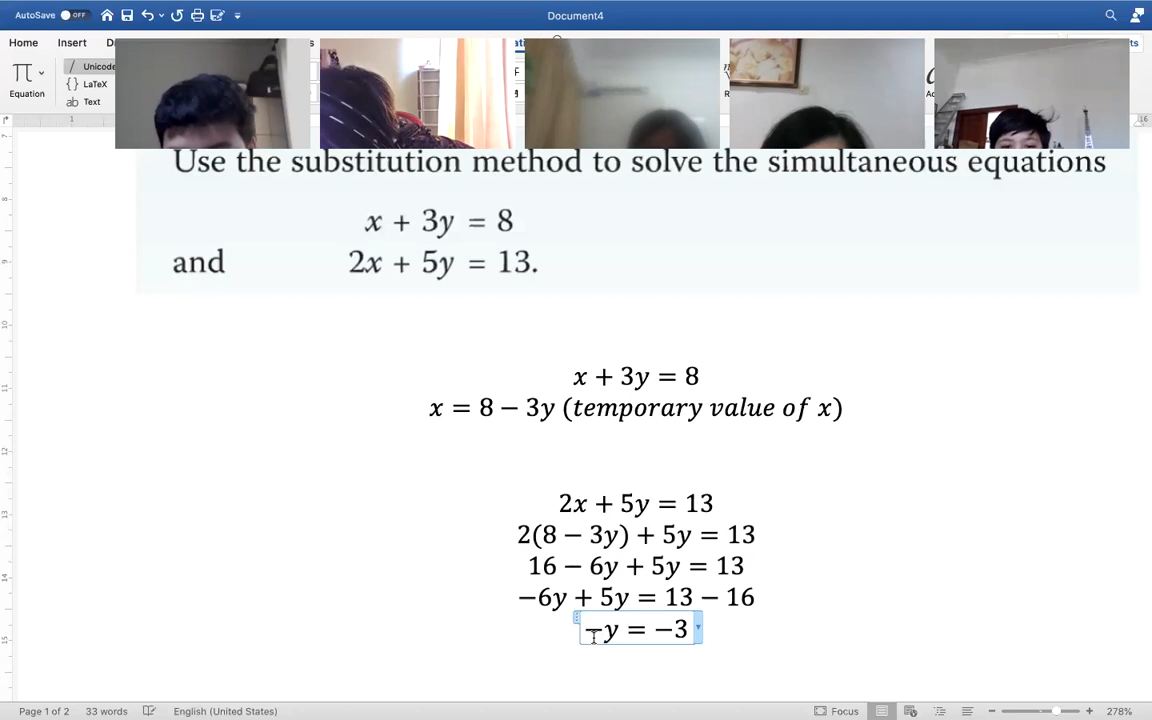 AutoSave OFF Document4
Home Insert
Equation
Unicode
{} LaTeX
ab Text
Use the substitution method to solve the simultaneous equations
x + 3y = 8
and 2x + 5y = 13.
x + 3y = 8
x = 8 − 3y (temporary value of x)
2x + 5y = 13
2(8 − 3y) + 5y = 13
16 − 6y + 5y = 13
−6y + 5y = 13 − 16
−y = −3
Page 1 of 2 33 words English (United States) Focus 278%